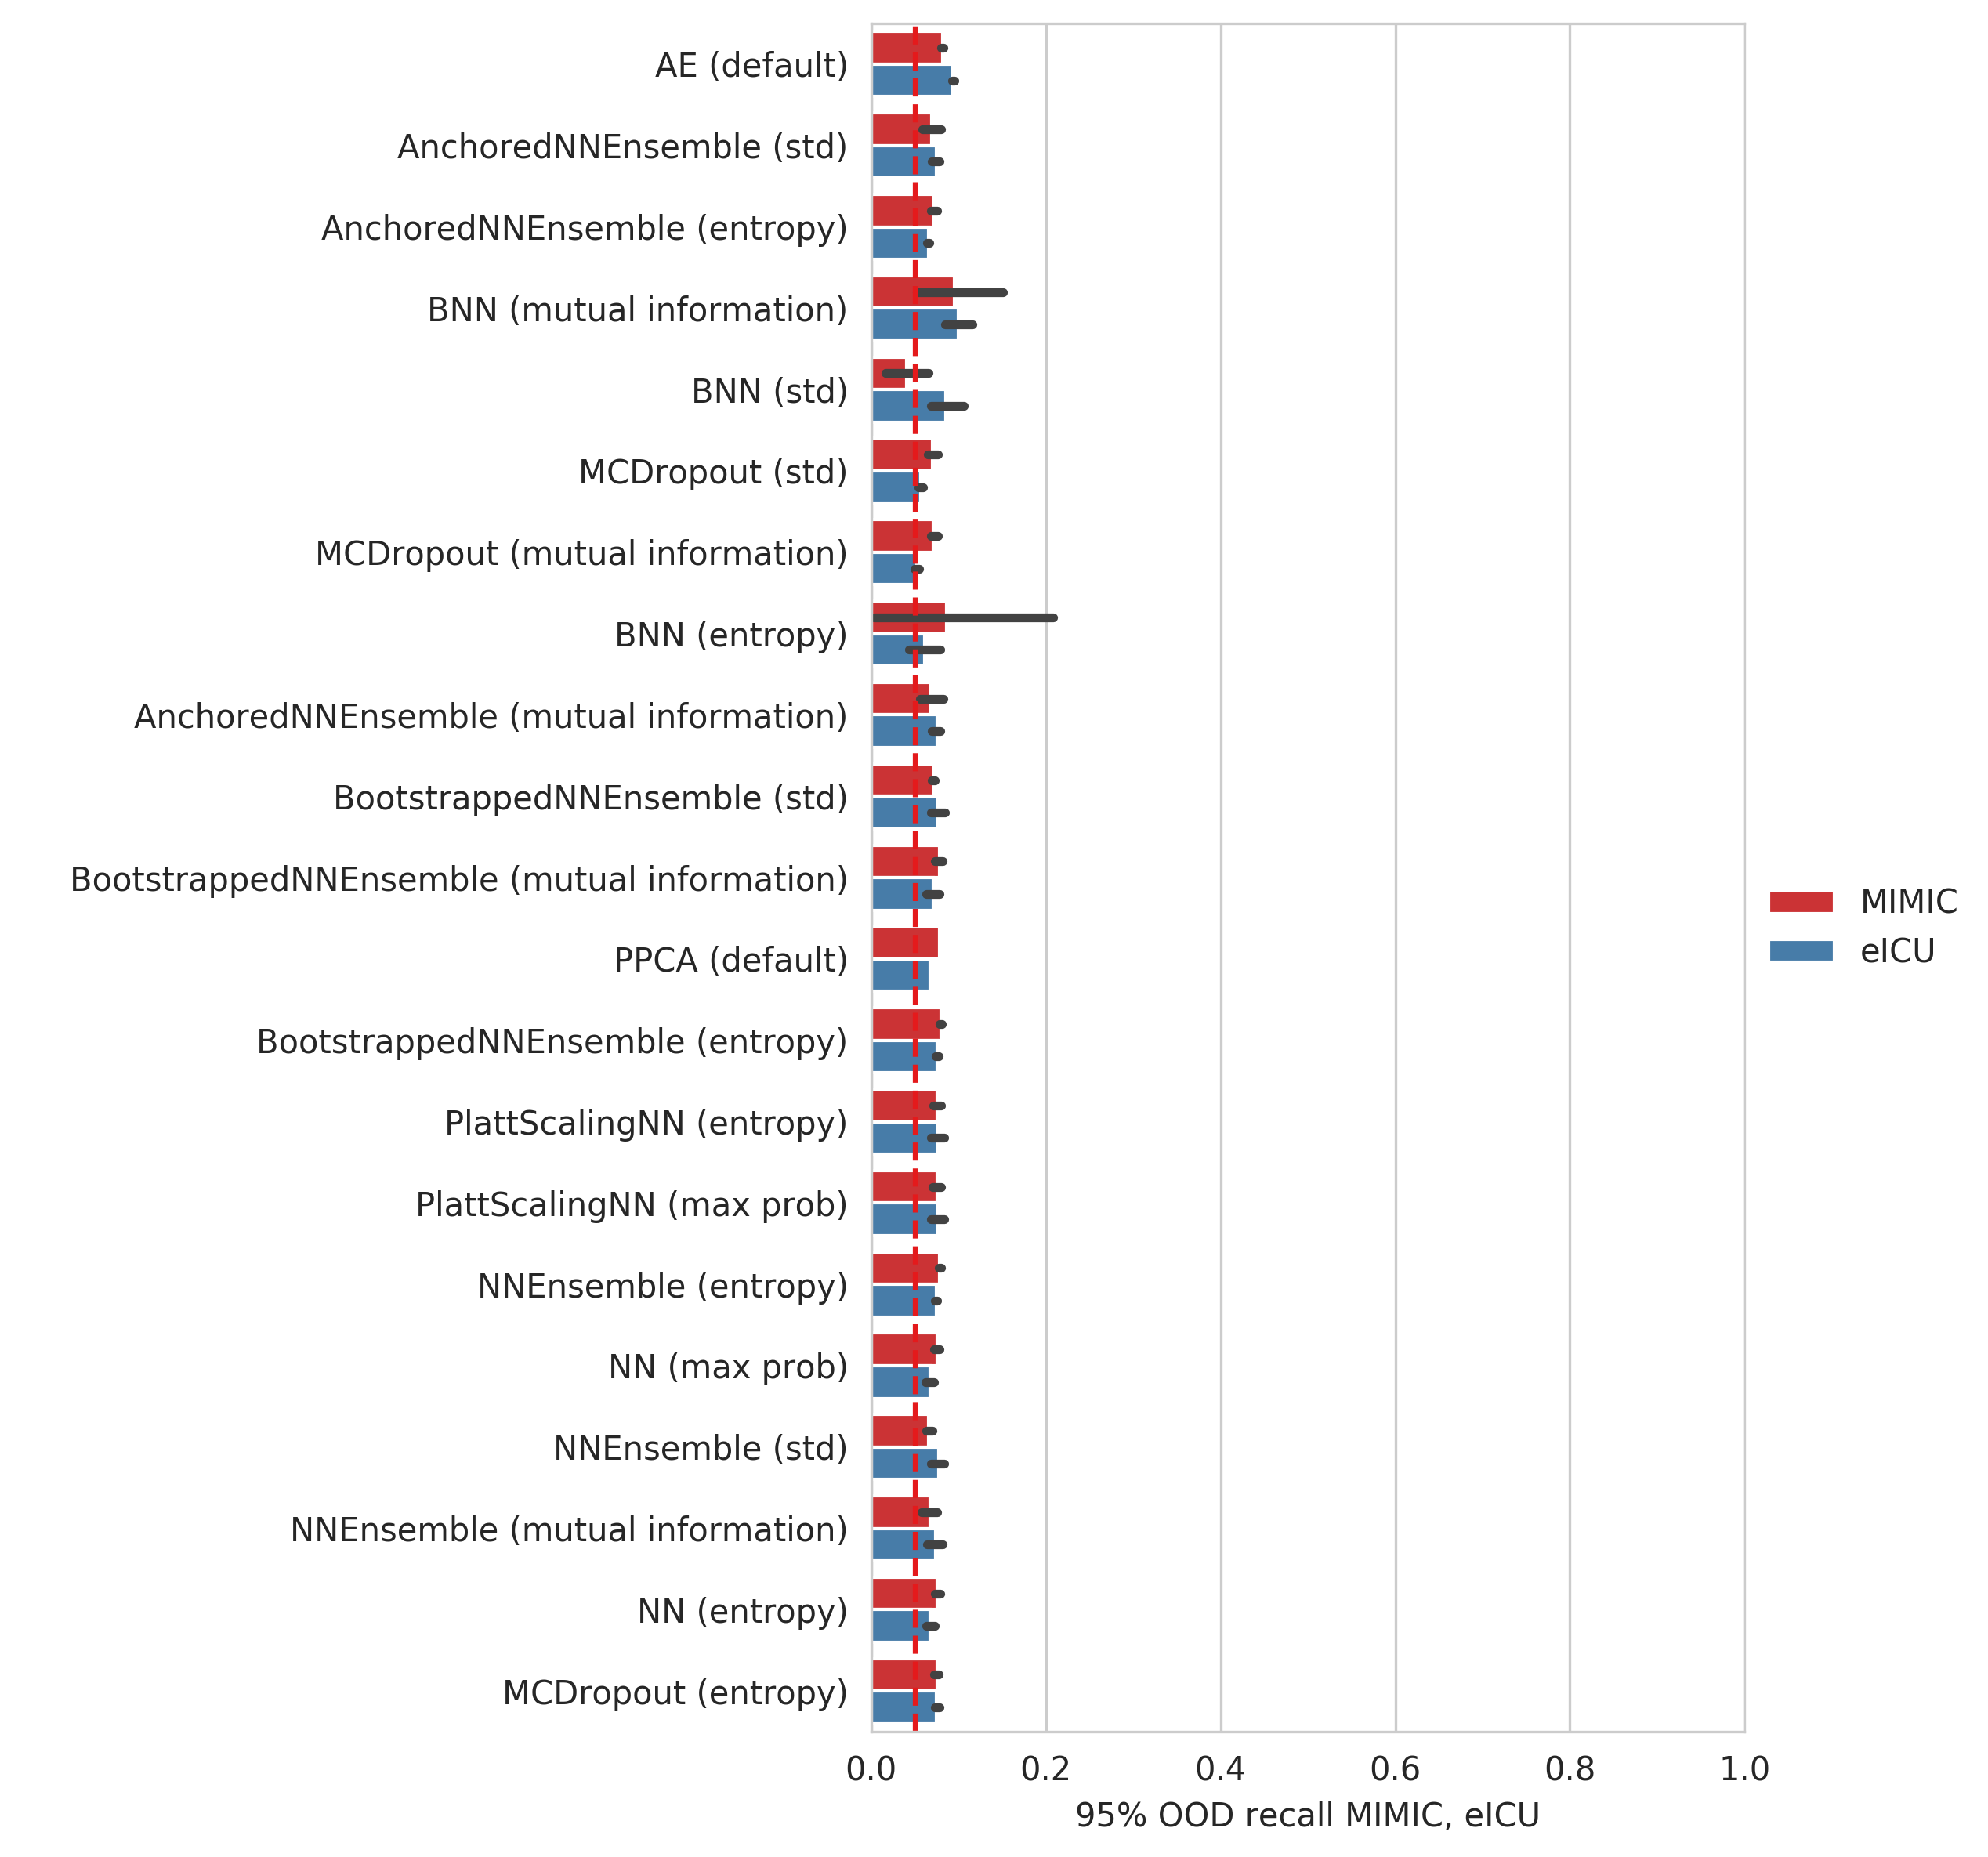 AE (default)
AnchoredNNEnsemble (std)
AnchoredNNEnsemble (entropy)
BNN (mutual information)
BNN (std)
MCDropout (std)
MCDropout (mutual information)
BNN (entropy)
AnchoredNNEnsemble (mutual information)
BootstrappedNNEnsemble (std)
BootstrappedNNEnsemble (mutual information)
PPCA (default)
BootstrappedNNEnsemble (entropy)
PlattScalingNN (entropy)
PlattScalingNN (max prob)
NNEnsemble (entropy)
NN (max prob)
NNEnsemble (std)
NNEnsemble (mutual information)
NN (entropy)
MCDropout (entropy)
0.0 0.2 0.4 0.6 0.8 1.0
95% OOD recall MIMIC, eICU
MIMIC
eICU